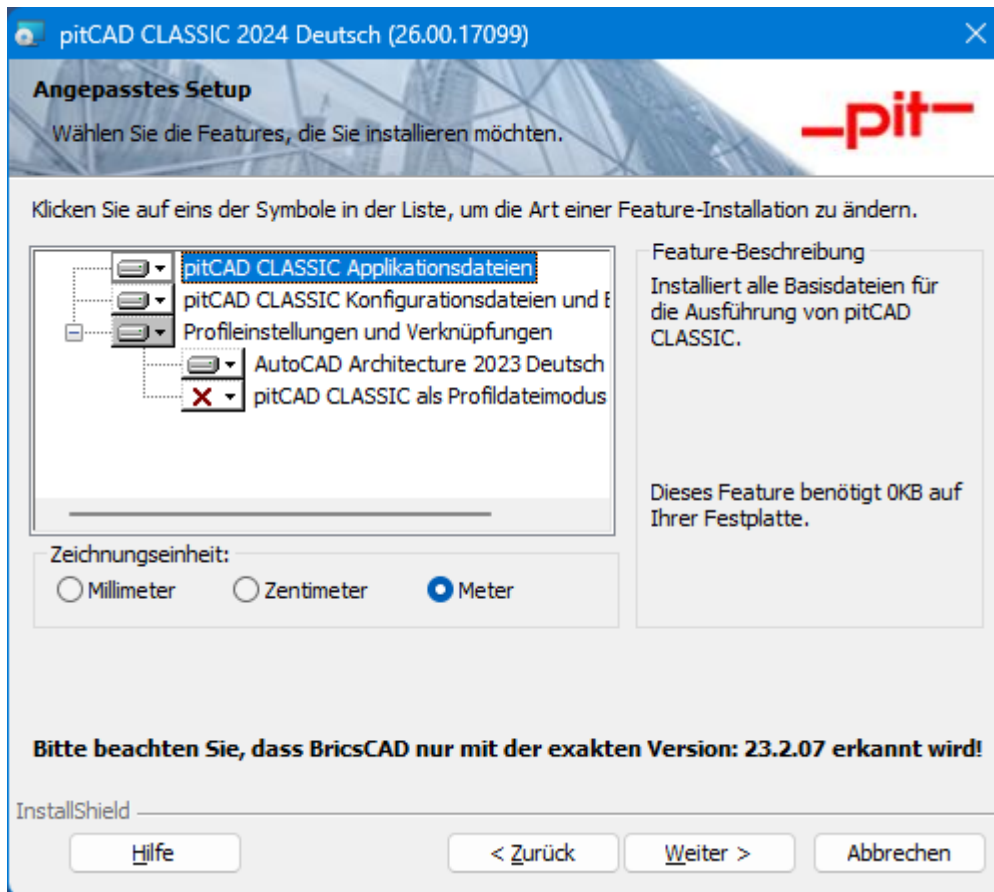 pitCAD CLASSIC 2024 Deutsch (26.00.17099)
Angepasstes Setup
Wählen Sie die Features, die Sie installieren möchten.
pit
Klicken Sie auf eins der Symbole in der Liste, um die Art einer Feature-Installation zu ändern.
pitCAD CLASSIC Applikationsdateien
pitCAD CLASSIC Konfigurationsdateien und
Profileinstellungen und Verknüpfungen
AutoCAD Architecture 2023 Deutsch
pitCAD CLASSIC als Profildateimodus
Feature-Beschreibung
Installiert alle Basisdateien für
die Ausführung von pitCAD
CLASSIC.
Dieses Feature benötigt 0KB auf
Ihrer Festplatte.
Zeichnungseinheit:
Millimeter Zentimeter Meter
Bitte beachten Sie, dass BricsCAD nur mit der exakten Version: 23.2.07 erkannt wird!
InstallShield
Hilfe < Zurück Weiter > Abbrechen